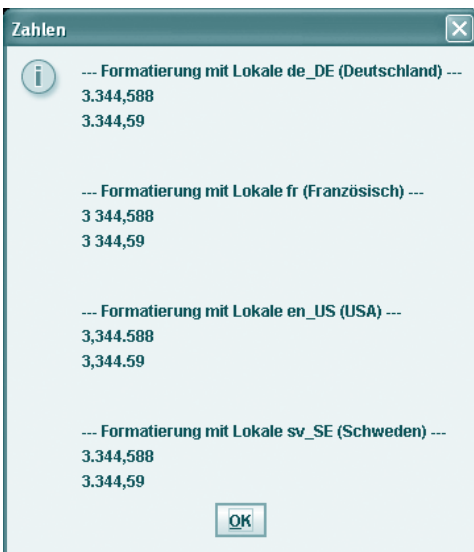 Zahlen
--- Formatierung mit Lokale de_DE (Deutschland) ---
3.344,588
3.344,59
--- Formatierung mit Lokale fr (Französisch) ---
3 344,588
3 344,59
--- Formatierung mit Lokale en_US (USA) ---
3,344.588
3,344.59
--- Formatierung mit Lokale sv_SE (Schweden) ---
3.344,588
3.344,59
OK